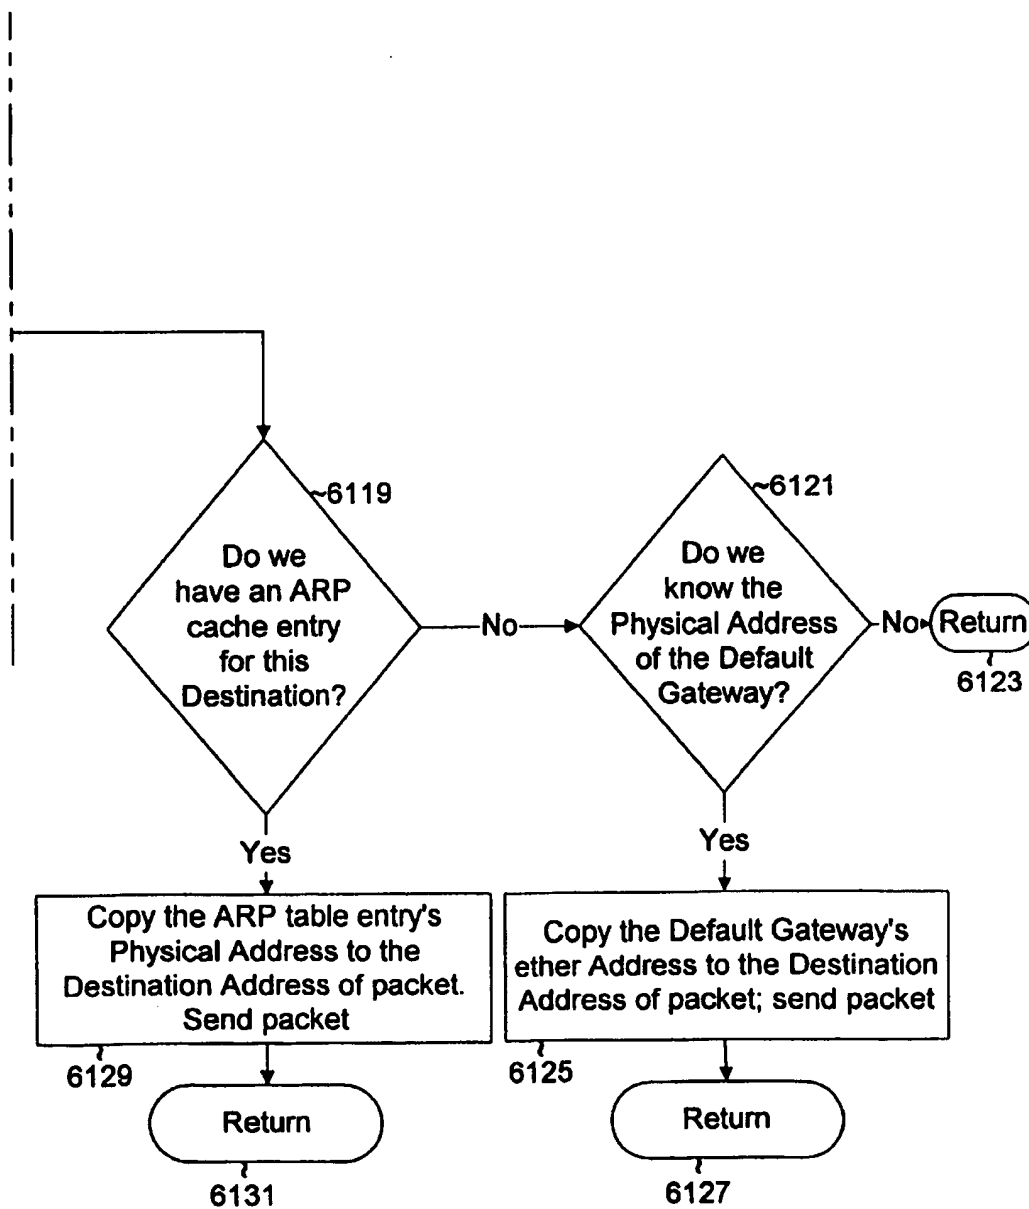 6119
Do we
have an ARP
cache entry
for this
Destination?
No
6121
Do we
know the
Physical Address
of the Default
Gateway?
No
Return
6123
Yes
Copy the ARP table entry's
Physical Address to the
Destination Address of packet.
Send packet
6129
Return
6131
Yes
Copy the Default Gateway's
ether Address to the Destination
Address of packet; send packet
6125
Return
6127